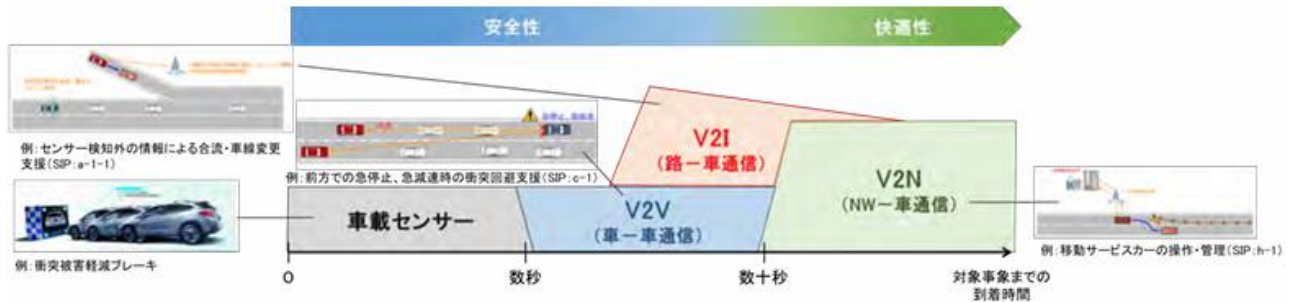 安全性
快適性
例:センサー検知外の情報による合流・車線変更
支援(SIP:a-1-1)
V2I
(路ー車通信)
例:前方での急停止、急減速時の衝突回避支援(SIP:c-1)
V2N
(NWー車通信)
車載センサー
V2V
(車ー車通信)
例:衝突被害軽減ブレーキ
例:移動サービスカーの操作・管理(SIP:h-1)
0
数秒
数十秒
対象事象までの
到着時間